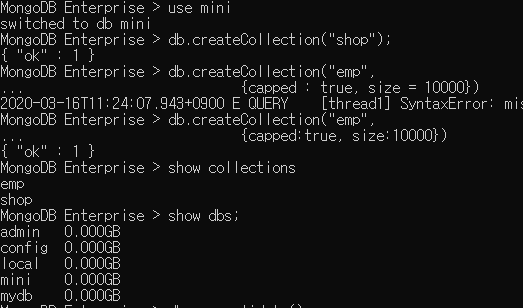 MongoDB Enterprise > use mini
switched to db mini
MongoDB Enterprise > db.createCollection("shop");
{ "ok" : 1 }
MongoDB Enterprise > db.createCollection("emp",
... {capped : true, size = 10000})
2020-03-16T11:24:07.943+0900 E QUERY [thread1] SyntaxError: mis
MongoDB Enterprise > db.createCollection("emp",
... {capped:true, size:10000})
{ "ok" : 1 }
MongoDB Enterprise > show collections
emp
shop
MongoDB Enterprise > show dbs;
admin 0.000GB
config 0.000GB
local 0.000GB
mini 0.000GB
mydb 0.000GB